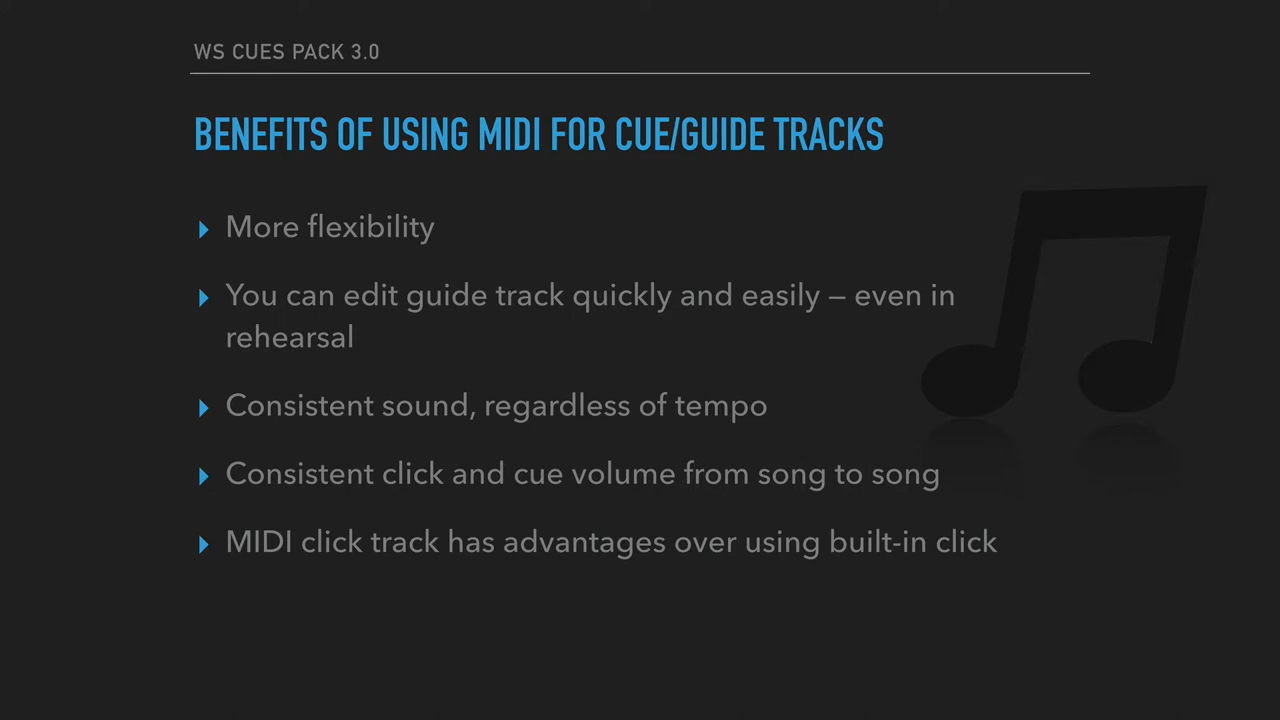 WS CUES PACK 3.0
BENEFITS OF USING MIDI FOR CUE/GUIDE TRACKS
More flexibility
You can edit guide track quickly and easily – even in
rehearsal
Consistent sound, regardless of tempo
Consistent click and cue volume from song to song
MIDI click track has advantages over using built-in click